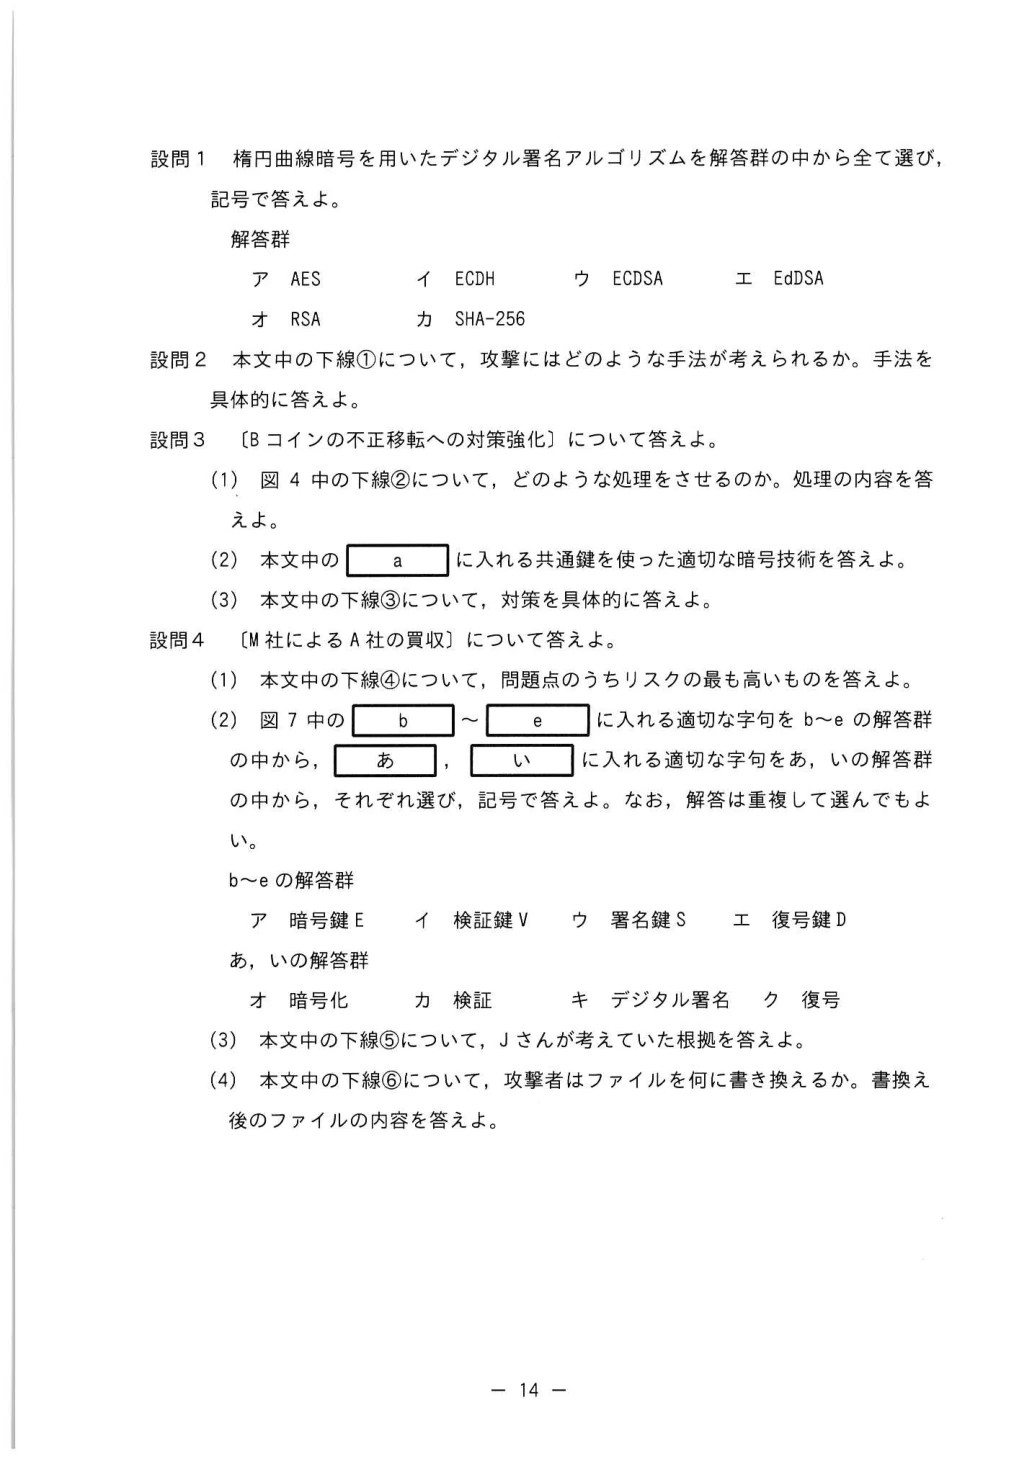 設問1　楕円曲線暗号を用いたデジタル署名アルゴリズムを解答群の中から全て選び，
記号で答えよ。
解答群
ア　AES　　イ　ECDH　　ウ　ECDSA　　エ　EdDSA
オ　RSA　　カ　SHA-256
設問2　本文中の下線①について，攻撃にはどのような手法が考えられるか。手法を
具体的に答えよ。
設問3　〔Bコインの不正移転への対策強化〕について答えよ。
(1)　図 4 中の下線②について，どのような処理をさせるのか。処理の内容を答
えよ。
(2)　本文中の a に入れる共通鍵を使った適切な暗号技術を答えよ。
(3)　本文中の下線③について，対策を具体的に答えよ。
設問4　〔M社によるA社の買収〕について答えよ。
(1)　本文中の下線④について，問題点のうちリスクの最も高いものを答えよ。
(2)　図 7 中の b ～ e に入れる適切な字句を b～e の解答群
の中から， あ ， い に入れる適切な字句をあ，いの解答群
の中から，それぞれ選び，記号で答えよ。なお，解答は重複して選んでもよ
い。
b～e の解答群
ア　暗号鍵E　　イ　検証鍵V　　ウ　署名鍵S　　エ　復号鍵D
あ，いの解答群
オ　暗号化　　カ　検証　　キ　デジタル署名　　ク　復号
(3)　本文中の下線⑤について，Jさんが考えていた根拠を答えよ。
(4)　本文中の下線⑥について，攻撃者はファイルを何に書き換えるか。書換え
後のファイルの内容を答えよ。
― 14 ―